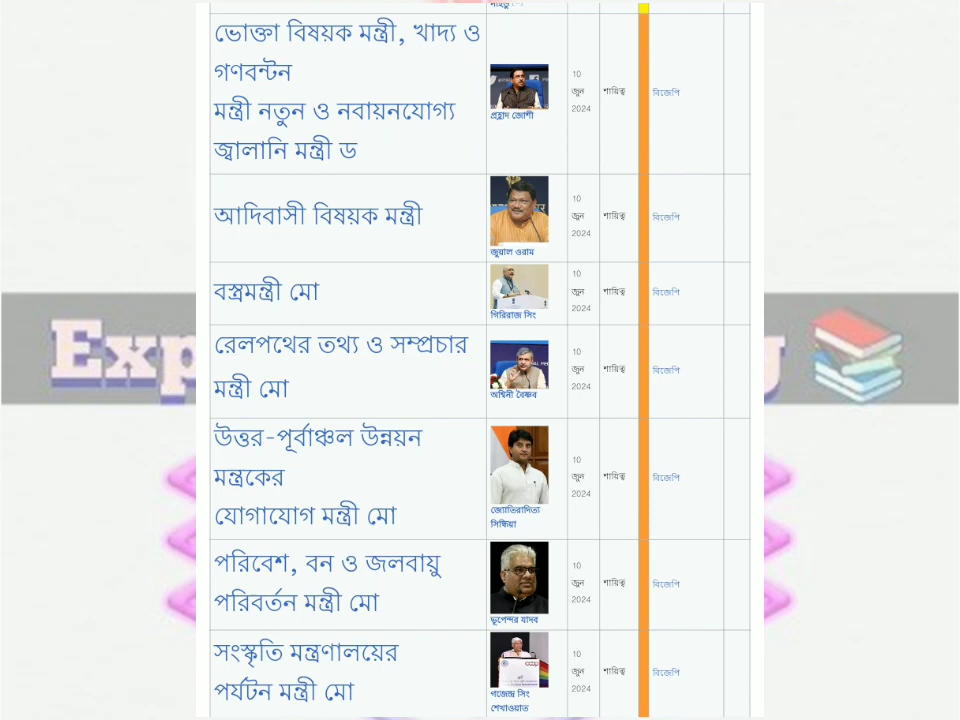 ভোক্তা বিষয়ক মন্ত্রী, খাদ্য ও
গণবন্টন
মন্ত্রী নতুন ও নবায়নযোগ্য
জ্বালানি মন্ত্রী ড
প্রহ্লাদ জোশী
10
জুন
2024
শায়িত্ব
বিজেপি
আদিবাসী বিষয়ক মন্ত্রী
জুয়াল ওরাম
10
জুন
2024
শায়িত্ব
বিজেপি
বস্ত্রমন্ত্রী মো
গিরিরাজ সিং
10
জুন
2024
শায়িত্ব
বিজেপি
রেলপথের তথ্য ও সম্প্রচার
মন্ত্রী মো
অশ্বিনী বৈষ্ণব
10
জুন
2024
শায়িত্ব
বিজেপি
উত্তর-পূর্বাঞ্চল উন্নয়ন
মন্ত্রকের
যোগাযোগ মন্ত্রী মো
জ্যোতিরাদিত্য
সিন্ধিয়া
10
জুন
2024
শায়িত্ব
বিজেপি
পরিবেশ, বন ও জলবায়ু
পরিবর্তন মন্ত্রী মো
ভূপেন্দর যাদব
10
জুন
2024
শায়িত্ব
বিজেপি
সংস্কৃতি মন্ত্রণালয়ের
পর্যটন মন্ত্রী মো
গজেন্দ্র সিং
শেখাওয়াত
10
জুন
2024
শায়িত্ব
বিজেপি
Exp